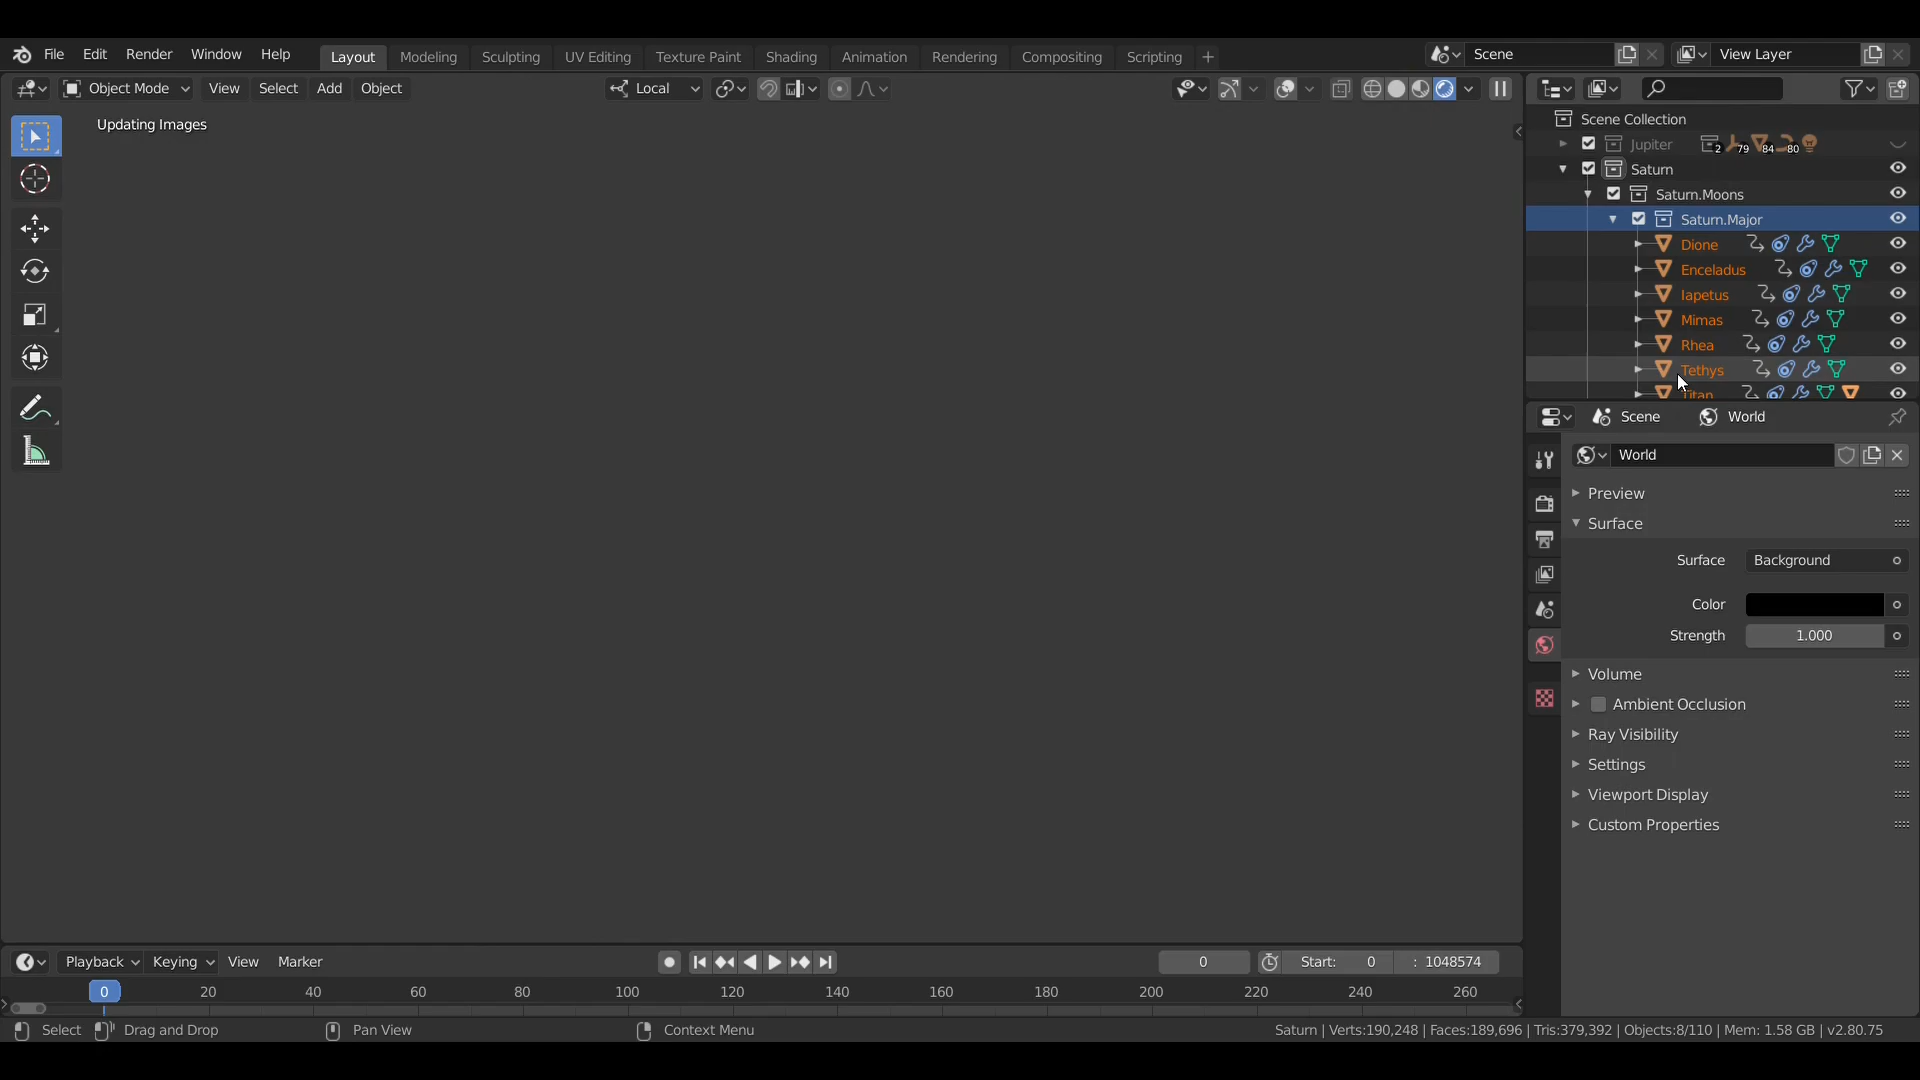 File Edit Render Window Help Layout Modeling Sculpting UV Editing Texture Paint Shading Animation Rendering Compositing Scripting + Scene View Layer
Object Mode View Select Add Object Local
Updating Images
Scene Collection
Jupiter 2 79 84 80
Saturn
Saturn.Moons
Saturn.Major
Dione
Enceladus
Iapetus
Mimas
Rhea
Tethys
Titan
Scene World
World
Preview
Surface
Surface Background
Color
Strength 1.000
Volume
Ambient Occlusion
Ray Visibility
Settings
Viewport Display
Custom Properties
Playback Keying View Marker 0 Start: 0 : 1048574
0 20 40 60 80 100 120 140 160 180 200 220 240 260
Select Drag and Drop Pan View Context Menu Saturn | Verts:190,248 | Faces:189,696 | Tris:379,392 | Objects:8/110 | Mem: 1.58 GB | v2.80.75